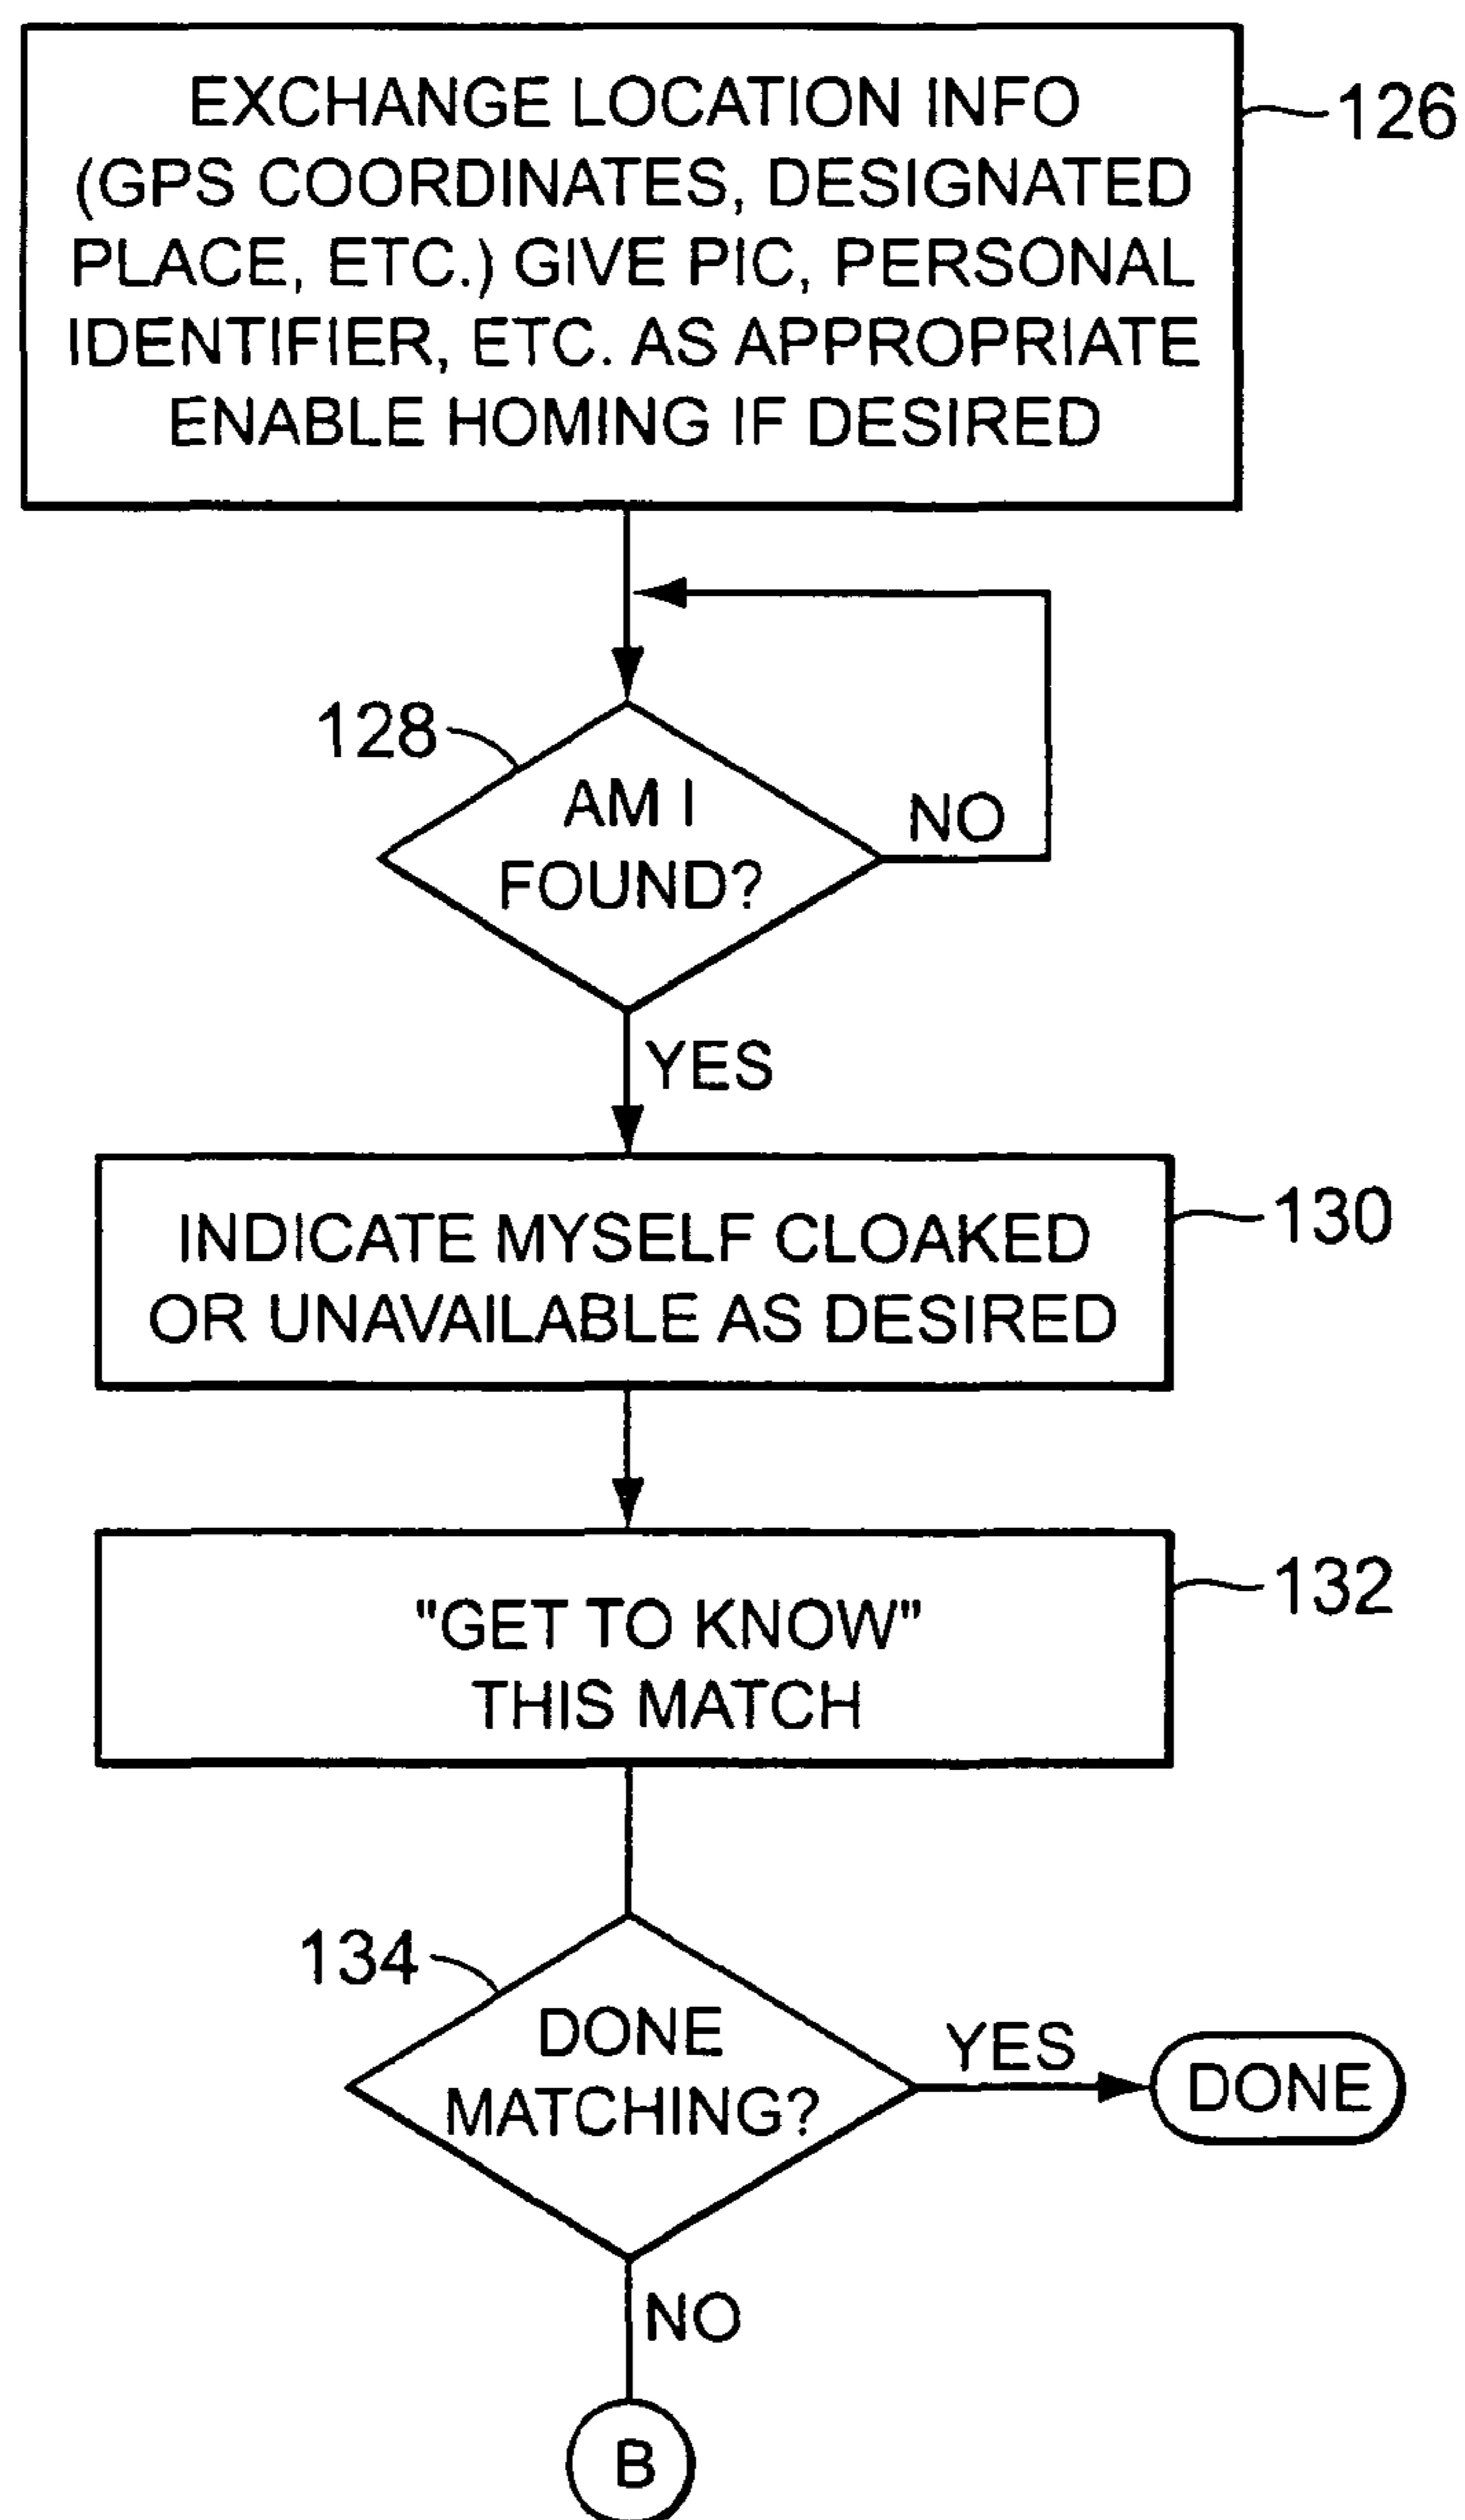 EXCHANGE LOCATION INFO
(GPS COORDINATES, DESIGNATED
PLACE, ETC.) GIVE PIC, PERSONAL
IDENTIFIER, ETC. AS APPROPRIATE
ENABLE HOMING IF DESIRED
126
128
AM I
FOUND?
NO
YES
INDICATE MYSELF CLOAKED
OR UNAVAILABLE AS DESIRED
130
"GET TO KNOW"'
THIS MATCH
132
134
DONE
MATCHING?
YES
DONE
NO
B